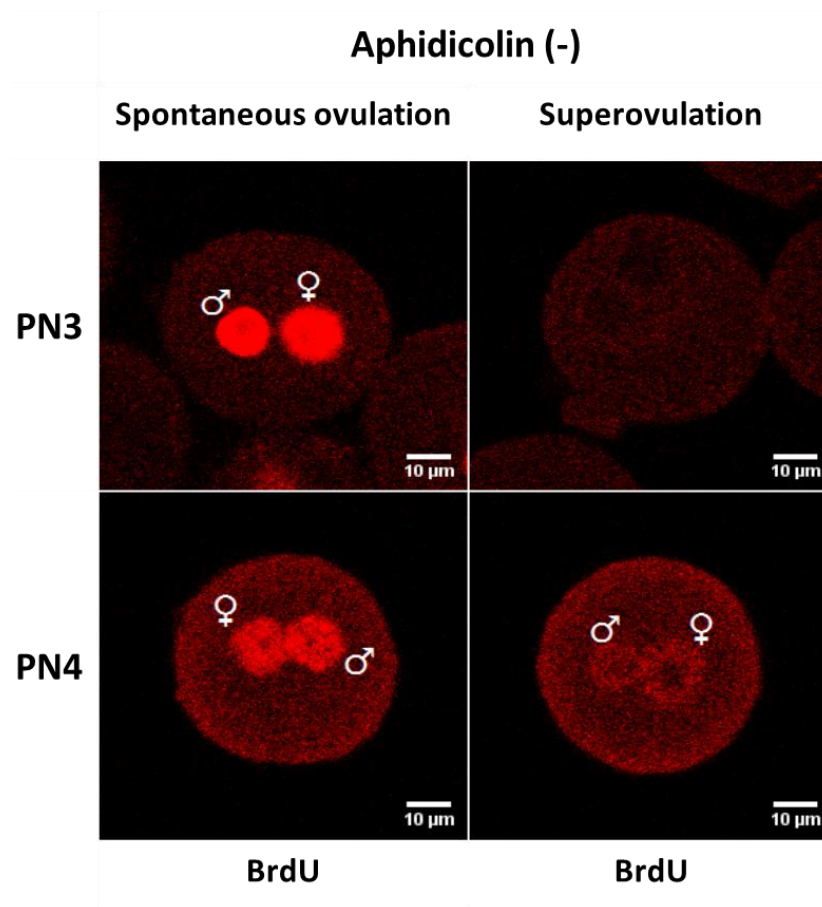 Aphidicolin (-)
Spontaneous ovulation
Superovulation
PN3
♂ ♀
10 µm
10 µm
PN4
♀ ♂
♂ ♀
10 µm
10 µm
BrdU
BrdU